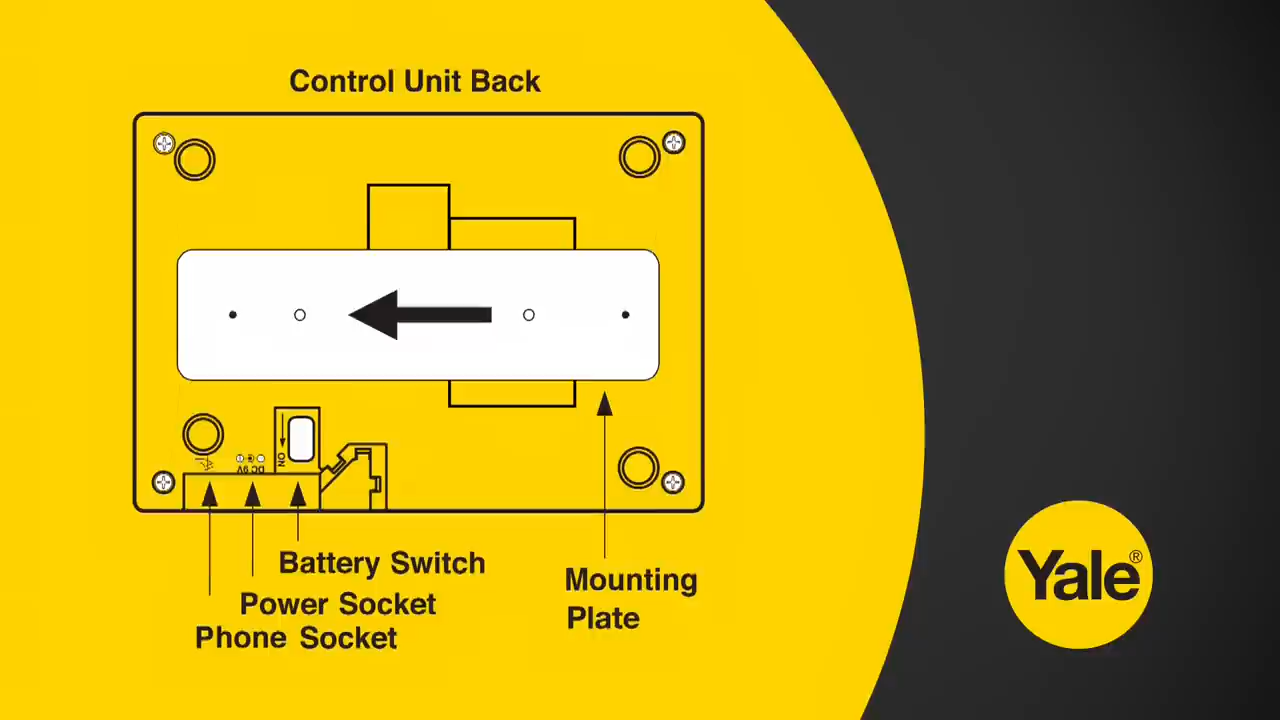 Control Unit Back
ON
DC 9V
Battery Switch
Power Socket
Phone Socket
Mounting
Plate
Yale®